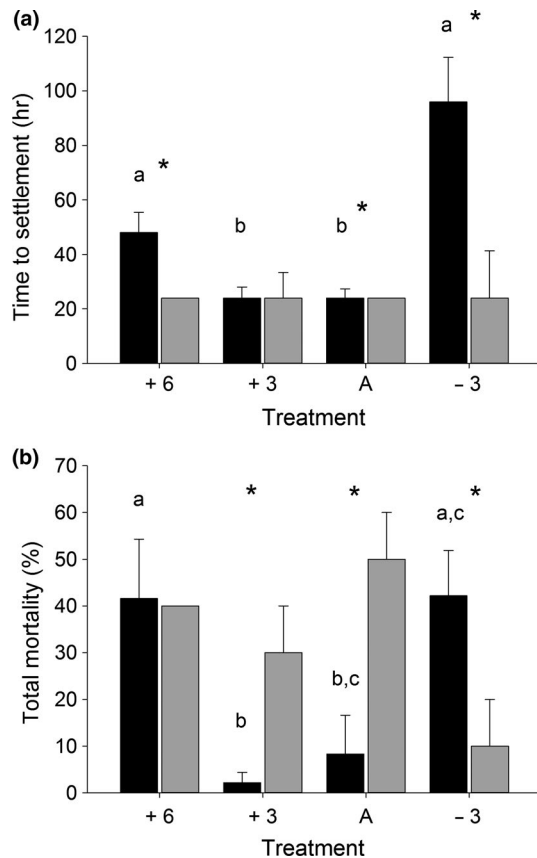 (a)
120
100
80
60
40
20
0
Time to settlement (hr)
a *
b
b *
a *
+ 6 + 3 A – 3
Treatment
(b)
70
60
50
40
30
20
10
0
Total mortality (%)
a
*
b
*
b,c
a,c
*
+ 6 + 3 A – 3
Treatment